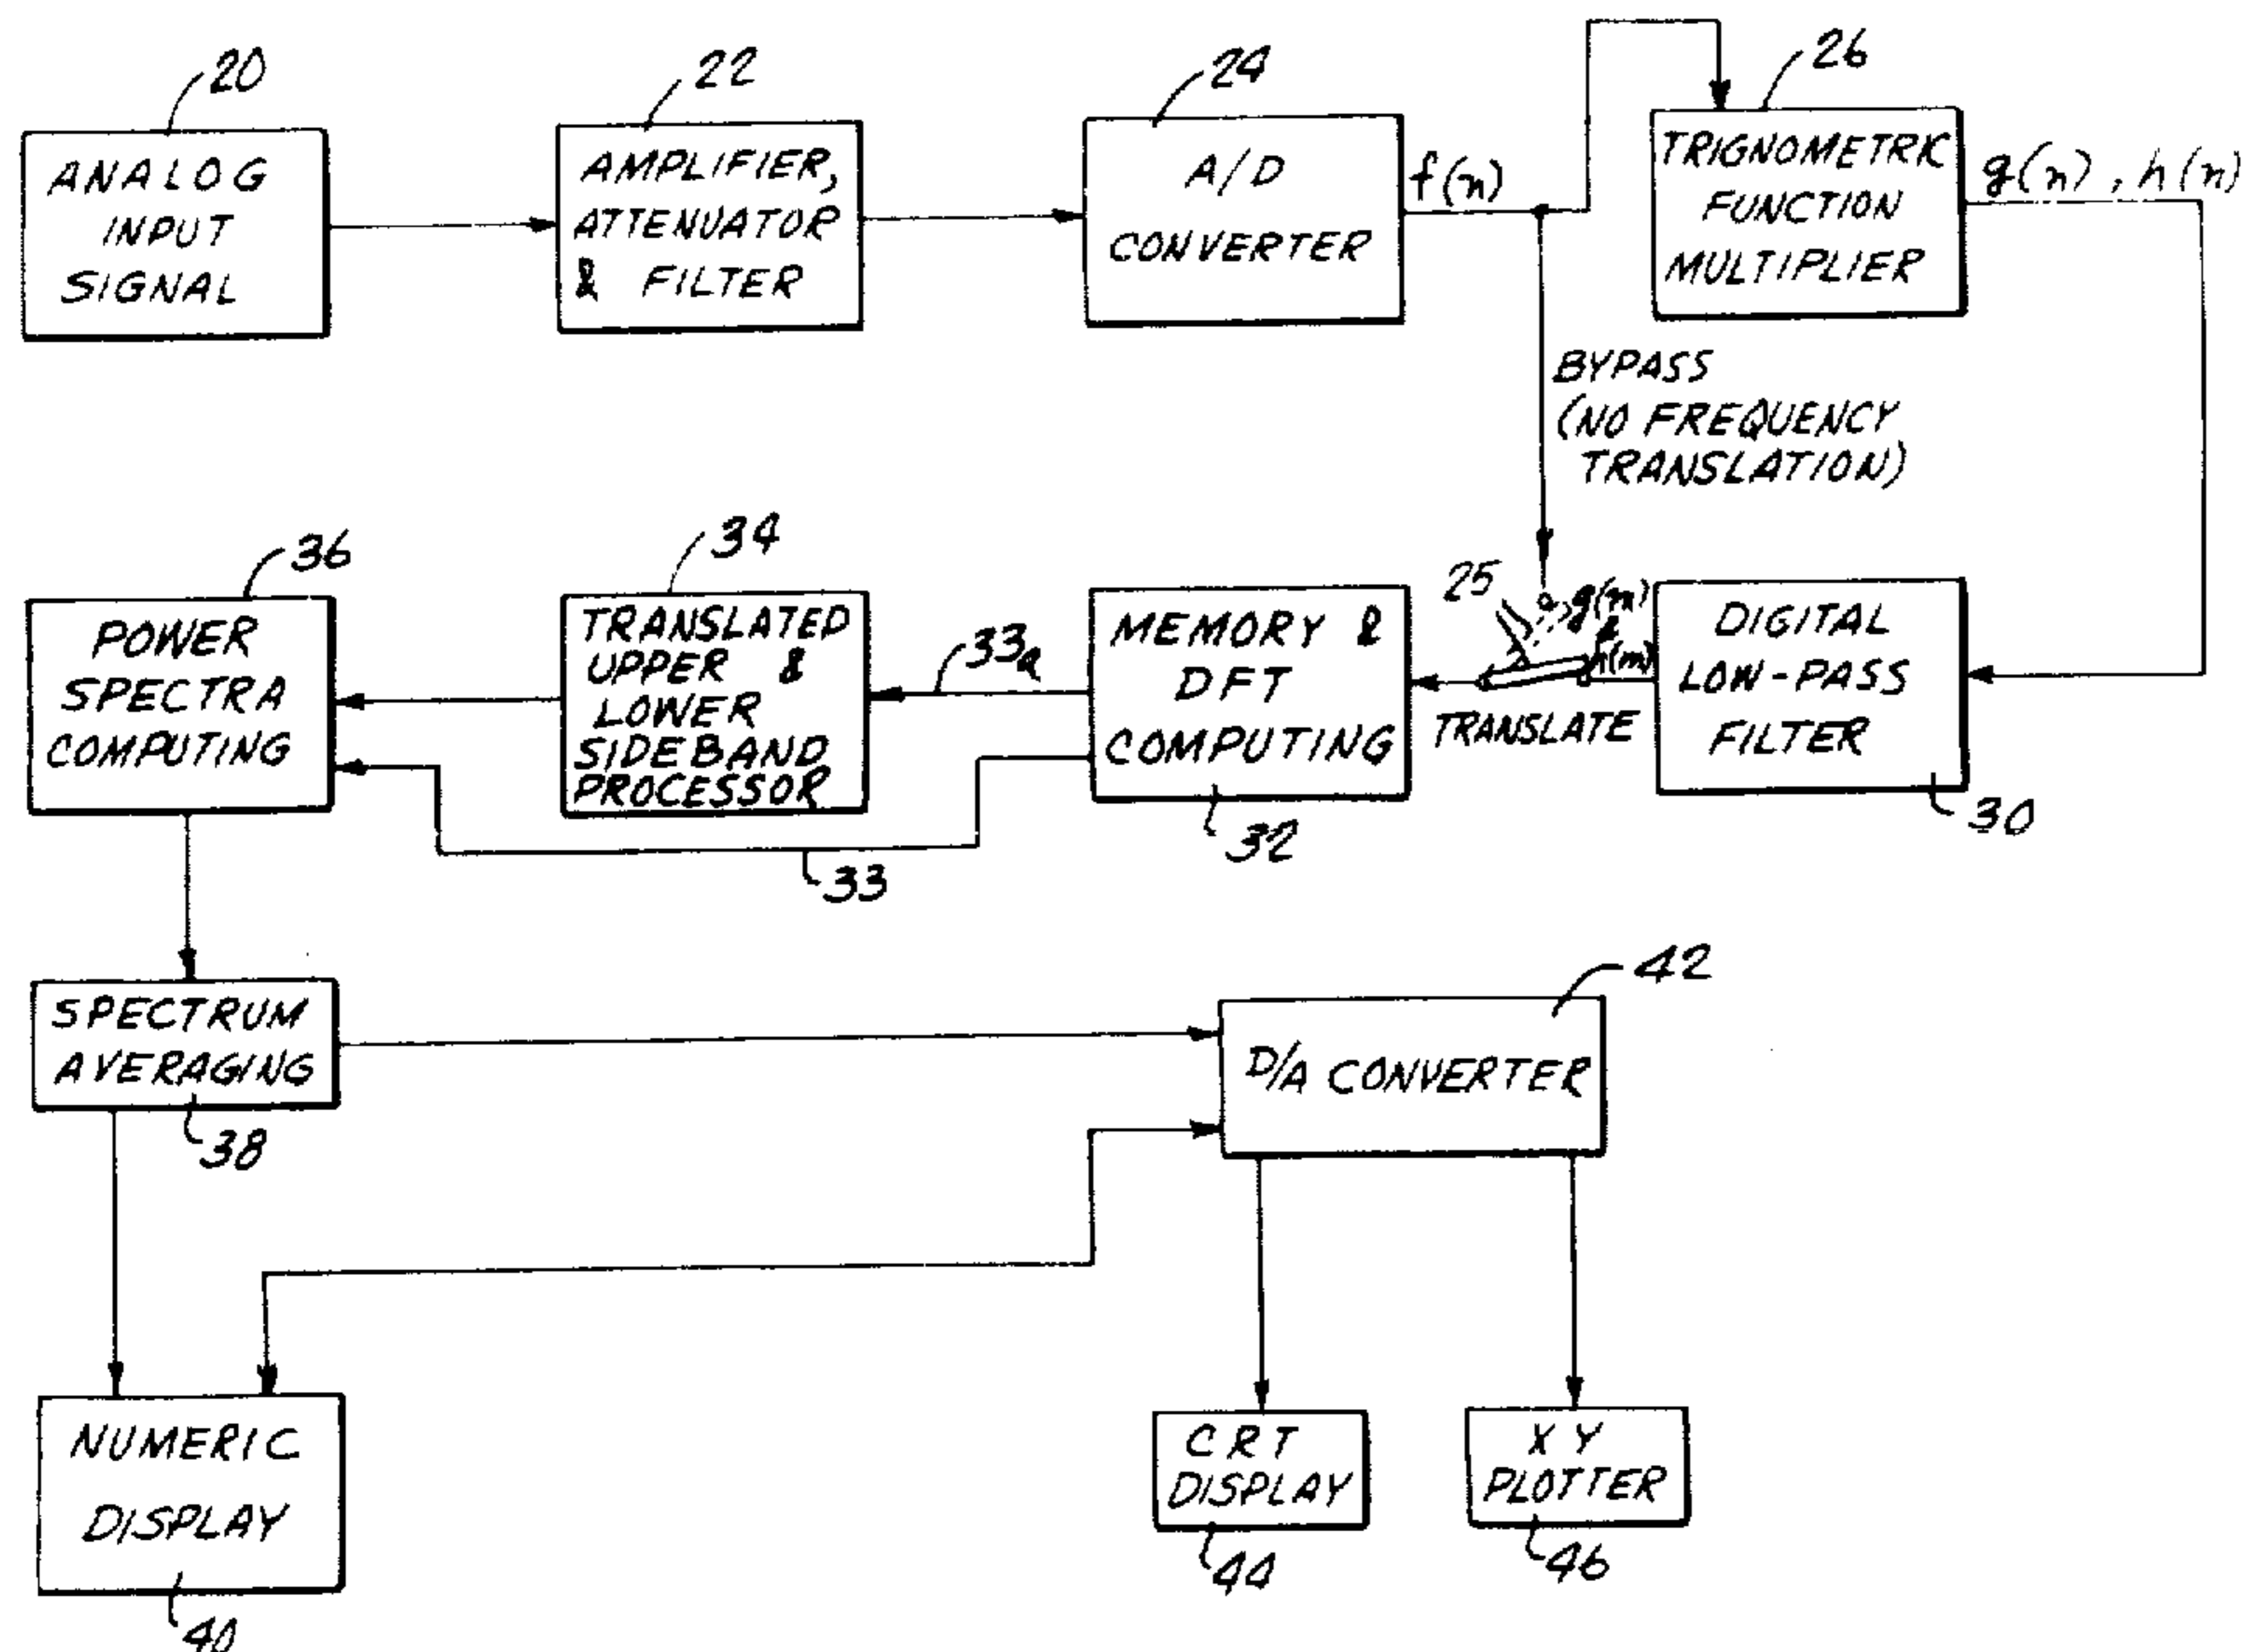 20
ANALOG
INPUT
SIGNAL
22
AMPLIFIER,
ATTENUATOR
& FILTER
24
A/D
CONVERTER
f(n)
26
TRIGNOMETRIC
FUNCTION
MULTIPLIER
g(n), h(n)
BYPASS
(NO FREQUENCY
TRANSLATION)
36
POWER
SPECTRA
COMPUTING
34
TRANSLATED
UPPER &
LOWER
SIDEBAND
PROCESSOR
33a
33
MEMORY &
DFT
COMPUTING
32
25
g(m)
&
h(m)
TRANSLATE
DIGITAL
LOW-PASS
FILTER
30
SPECTRUM
AVERAGING
38
42
D/A CONVERTER
NUMERIC
DISPLAY
40
CRT
DISPLAY
44
XY
PLOTTER
46